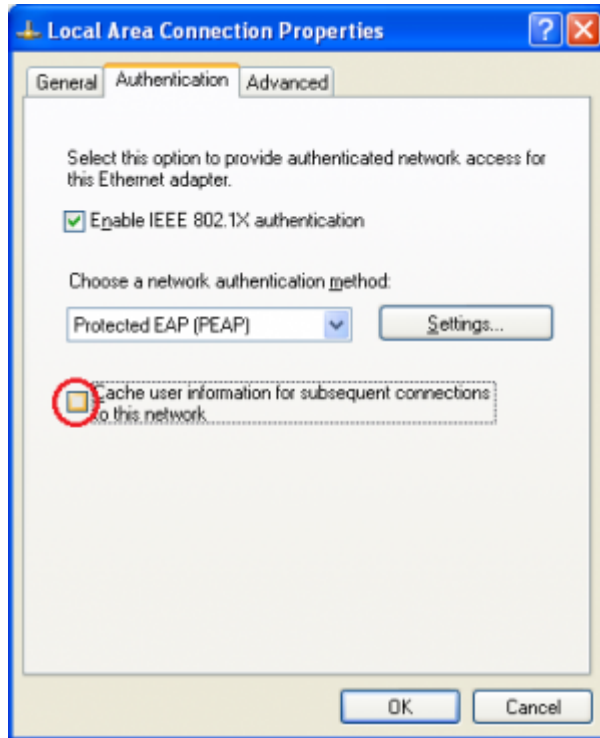 Local Area Connection Properties
General Authentication Advanced
Select this option to provide authenticated network access for
this Ethernet adapter.
Enable IEEE 802.1X authentication
Choose a network authentication method:
Protected EAP (PEAP) Settings...
Cache user information for subsequent connections
to this network
OK Cancel